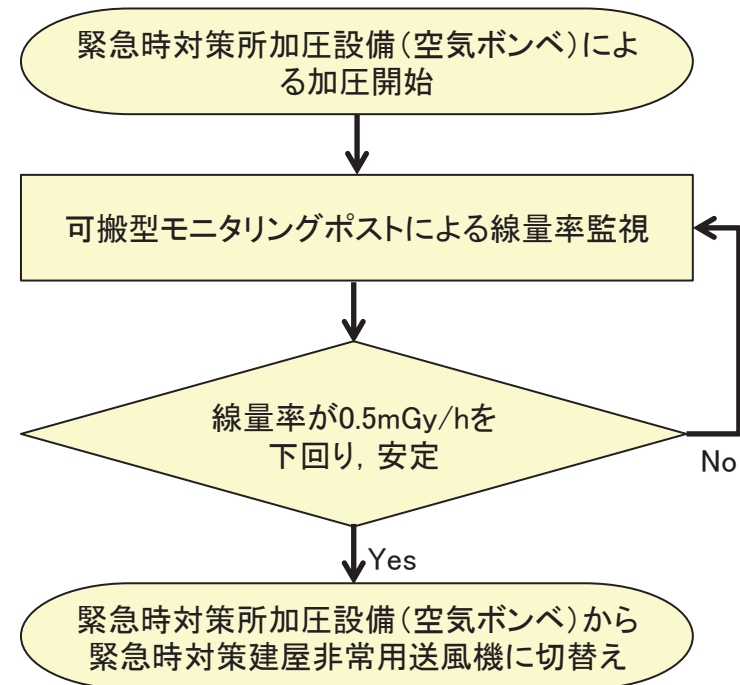 緊急時対策所加圧設備（空気ボンベ）によ
る加圧開始
可搬型モニタリングポストによる線量率監視
線量率が0.5mGy/hを
下回り，安定
No
Yes
緊急時対策所加圧設備（空気ボンベ）から
緊急時対策建屋非常用送風機に切替え